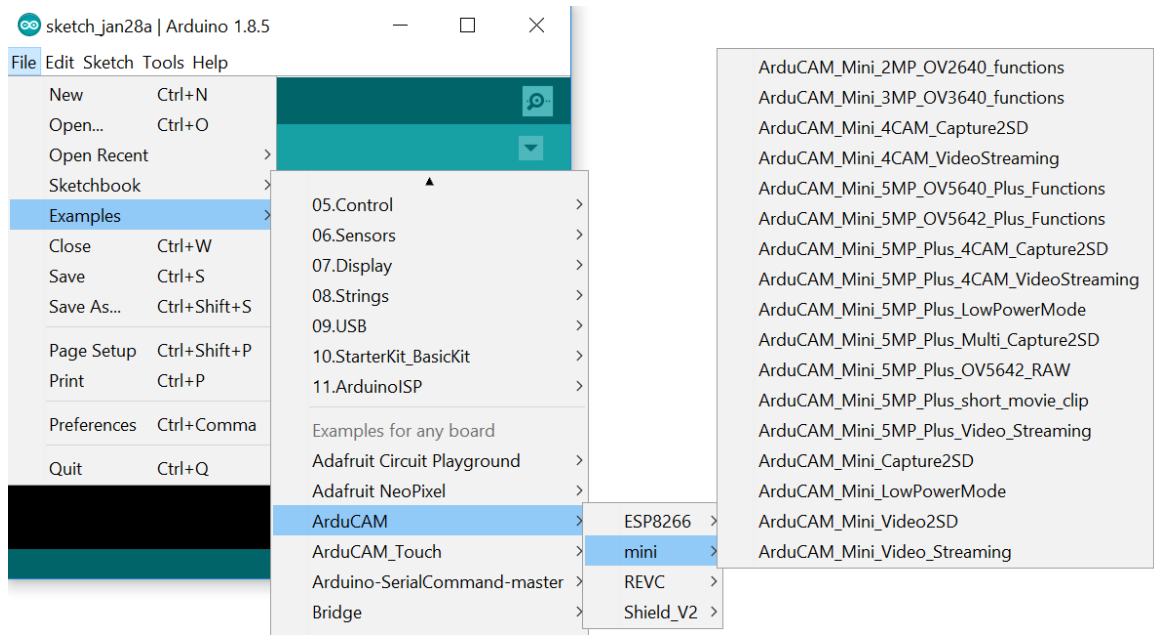 sketch_jan28a | Arduino 1.8.5
File Edit Sketch Tools Help
New Ctrl+N
Open... Ctrl+O
Open Recent
Sketchbook
Examples
Close Ctrl+W
Save Ctrl+S
Save As... Ctrl+Shift+S
Page Setup Ctrl+Shift+P
Print Ctrl+P
Preferences Ctrl+Comma
Quit Ctrl+Q
05.Control
06.Sensors
07.Display
08.Strings
09.USB
10.StarterKit_BasicKit
11.ArduinoISP
Examples for any board
Adafruit Circuit Playground
Adafruit NeoPixel
ArduCAM
ArduCAM_Touch
Arduino-SerialCommand-master
Bridge
ESP8266
mini
REVC
Shield_V2
ArduCAM_Mini_2MP_OV2640_functions
ArduCAM_Mini_3MP_OV3640_functions
ArduCAM_Mini_4CAM_Capture2SD
ArduCAM_Mini_4CAM_VideoStreaming
ArduCAM_Mini_5MP_OV5640_Plus_Functions
ArduCAM_Mini_5MP_OV5642_Plus_Functions
ArduCAM_Mini_5MP_Plus_4CAM_Capture2SD
ArduCAM_Mini_5MP_Plus_4CAM_VideoStreaming
ArduCAM_Mini_5MP_Plus_LowPowerMode
ArduCAM_Mini_5MP_Plus_Multi_Capture2SD
ArduCAM_Mini_5MP_Plus_OV5642_RAW
ArduCAM_Mini_5MP_Plus_short_movie_clip
ArduCAM_Mini_5MP_Plus_Video_Streaming
ArduCAM_Mini_Capture2SD
ArduCAM_Mini_LowPowerMode
ArduCAM_Mini_Video2SD
ArduCAM_Mini_Video_Streaming